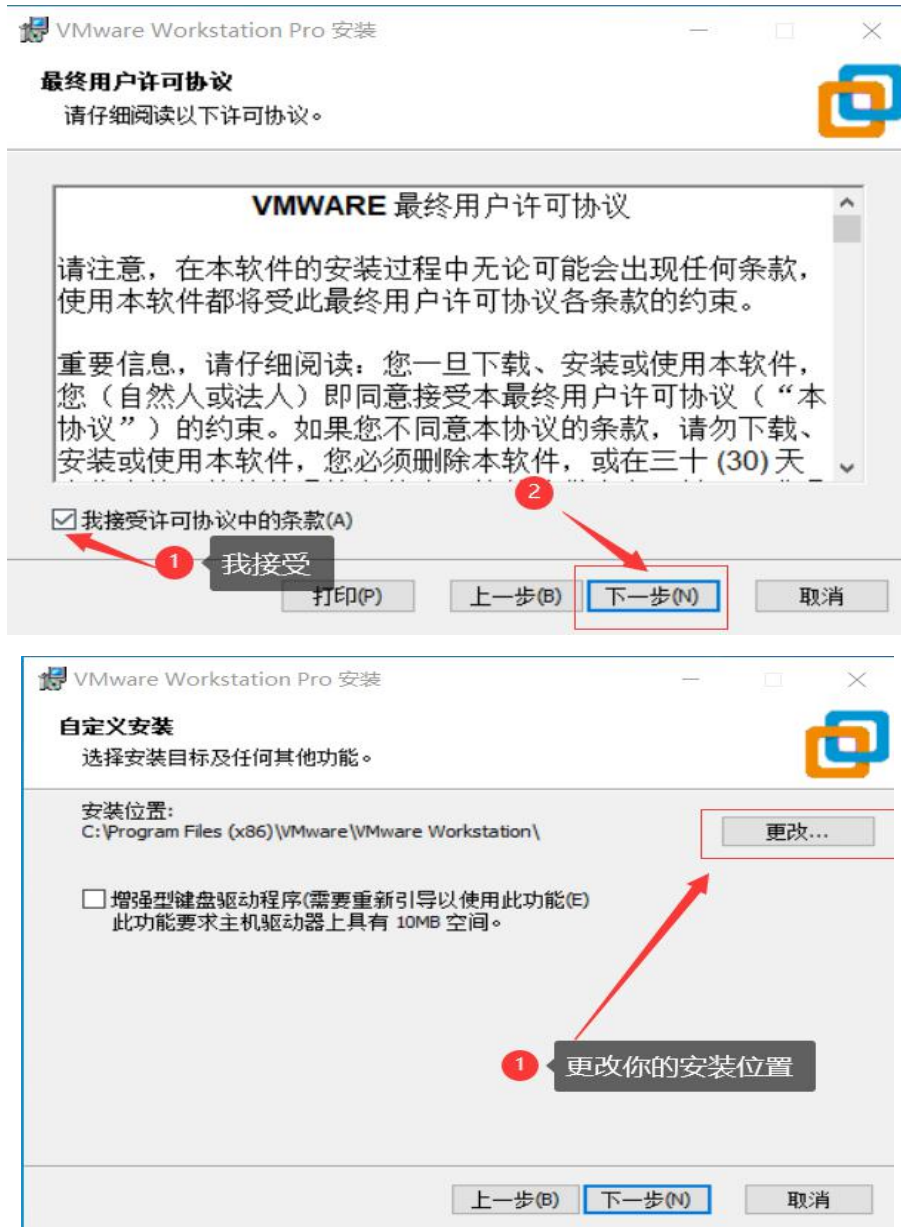 VMware Workstation Pro 安装
最终用户许可协议
请仔细阅读以下许可协议。
VMWARE 最终用户许可协议
请注意，在本软件的安装过程中无论可能会出现任何条款，
使用本软件都将受此最终用户许可协议各条款的约束。
重要信息，请仔细阅读：您一旦下载、安装或使用本软件，
您（自然人或法人）即同意接受本最终用户许可协议（“本
协议”）的约束。如果您不同意本协议的条款，请勿下载、
安装或使用本软件，您必须删除本软件，或在三十 (30) 天
2
我接受许可协议中的条款(A)
1 我接受
打印(P) 上一步(B) 下一步(N) 取消
VMware Workstation Pro 安装
自定义安装
选择安装目标及任何其他功能。
安装位置:
C:\Program Files (x86)\VMware\VMware Workstation\ 更改...
增强型键盘驱动程序(需要重新引导以使用此功能(E)
此功能要求主机驱动器上具有 10MB 空间。
1 更改你的安装位置
上一步(B) 下一步(N) 取消